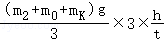 (m₂+m₀+m_K)g/3 ×3× h/t